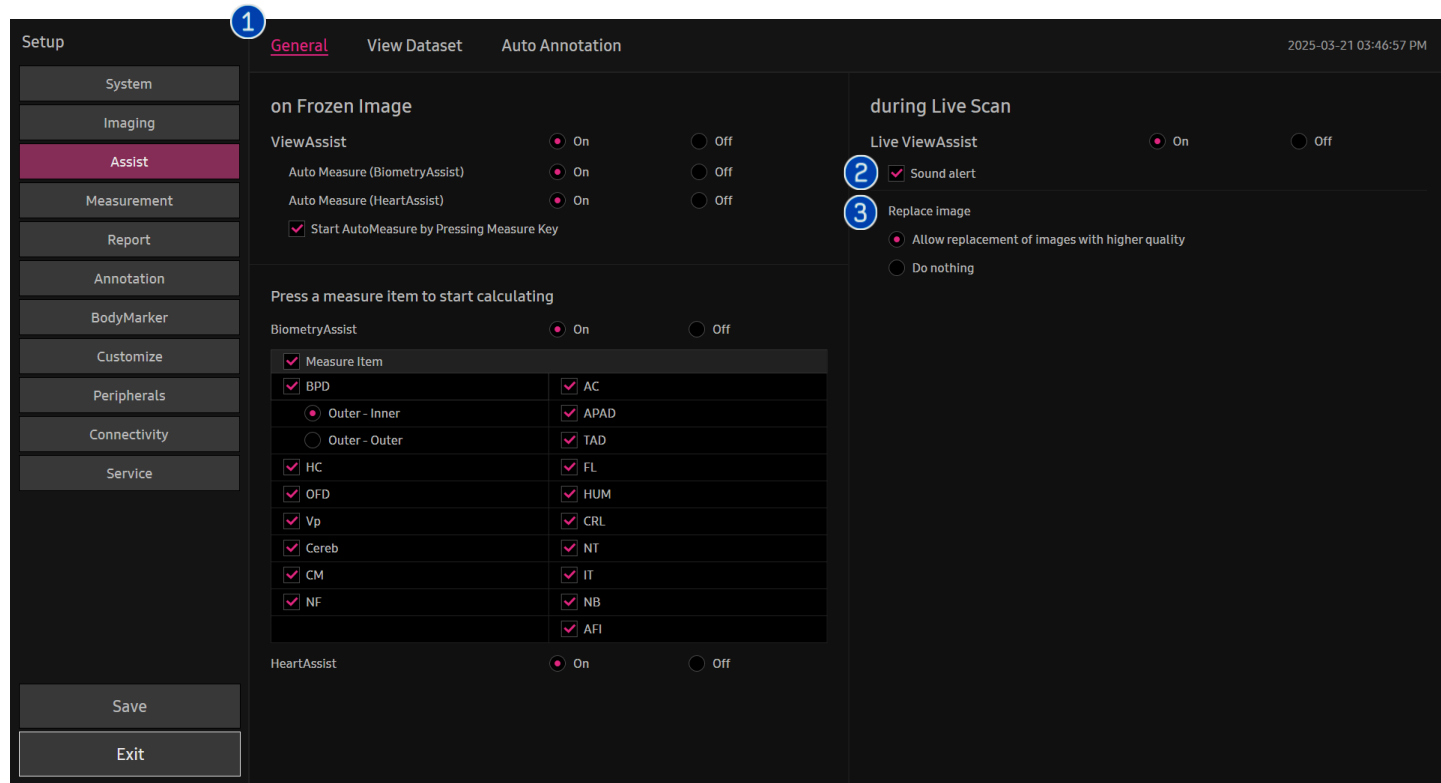 1
Setup
General View Dataset Auto Annotation
2025-03-21 03:46:57 PM
System
Imaging
Assist
Measurement
Report
Annotation
BodyMarker
Customize
Peripherals
Connectivity
Service
Save
Exit
on Frozen Image
ViewAssist On Off
Auto Measure (BiometryAssist) On Off
Auto Measure (HeartAssist) On Off
Start AutoMeasure by Pressing Measure Key
Press a measure item to start calculating
BiometryAssist On Off
Measure Item
BPD AC
Outer - Inner APAD
Outer - Outer TAD
HC FL
OFD HUM
Vp CRL
Cereb NT
CM IT
NF NB
AFI
HeartAssist On Off
during Live Scan
Live ViewAssist On Off
2 Sound alert
3 Replace image
Allow replacement of images with higher quality
Do nothing